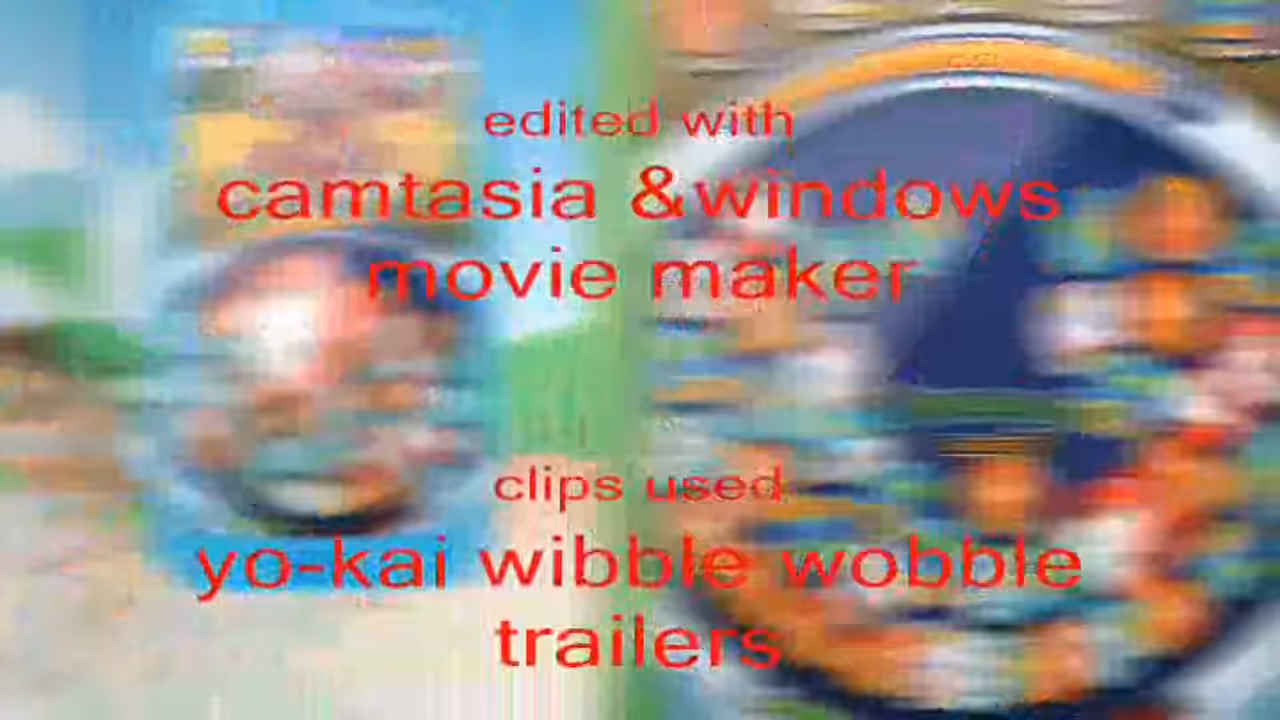 edited with
camtasia &windows
movie maker
clips used
yo-kai wibble wobble
trailers